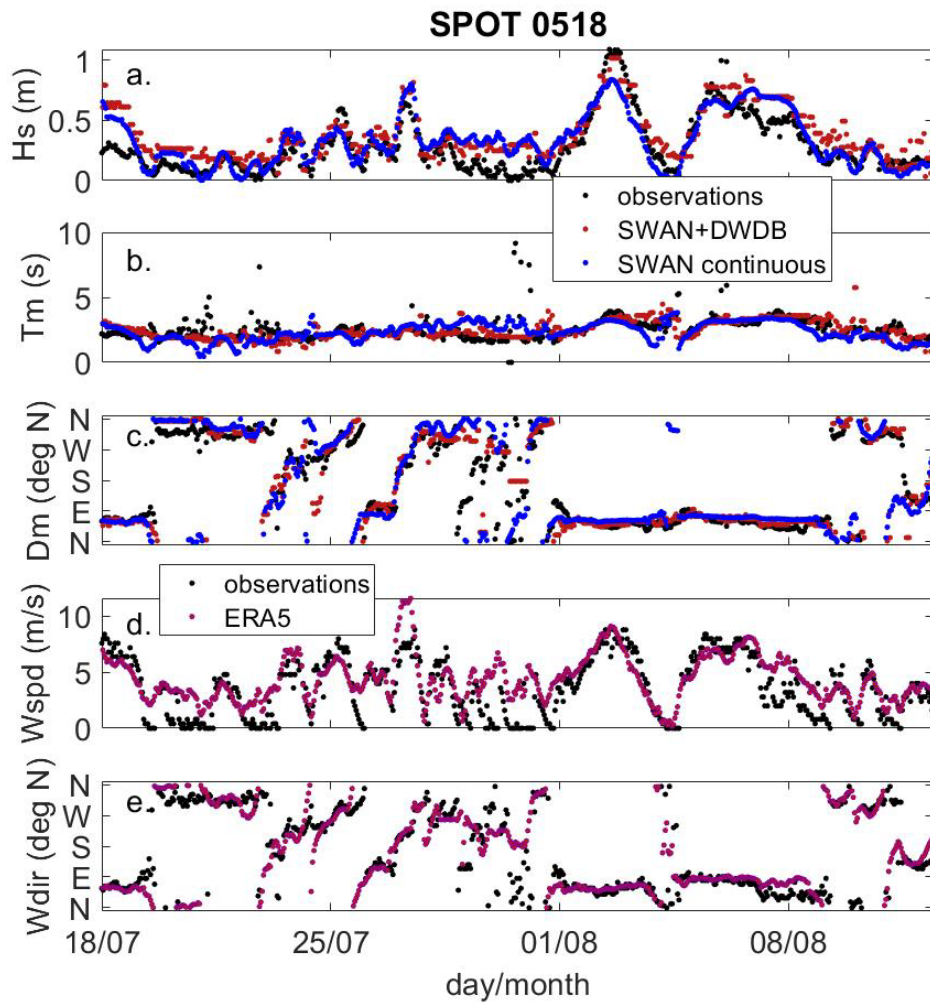 SPOT 0518
a.
Hs (m)
1
0.5
0
observations
SWAN+DWDB
SWAN continuous
b.
Tm (s)
10
5
0
c.
Dm (deg N)
N
W
S
E
N
observations
ERA5
d.
Wspd (m/s)
10
5
0
e.
Wdir (deg N)
N
W
S
E
N
18/07 25/07 01/08 08/08
day/month